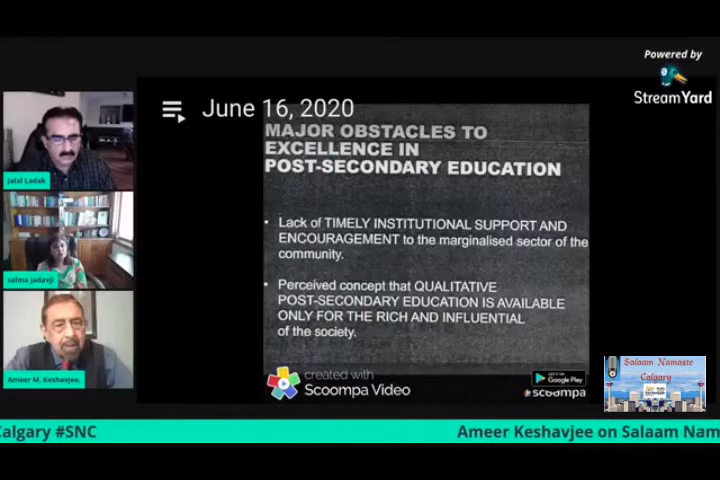 Powered by
StreamYard
June 16, 2020
MAJOR OBSTACLES TO
EXCELLENCE IN
POST-SECONDARY EDUCATION
• Lack of TIMELY INSTITUTIONAL SUPPORT AND
ENCOURAGEMENT to the marginalised sector of the
community.
• Perceived concept that QUALITATIVE
POST-SECONDARY EDUCATION IS AVAILABLE
ONLY FOR THE RICH AND INFLUENTIAL
of the society.
Jalal Ladak
salma jadavji
Ameer M. Keshavjee.
created with
Scoompa Video
Google Play
scoompa
Salaam Namaste
Calgary
Calgary #SNC
Ameer Keshavjee on Salaam Nam